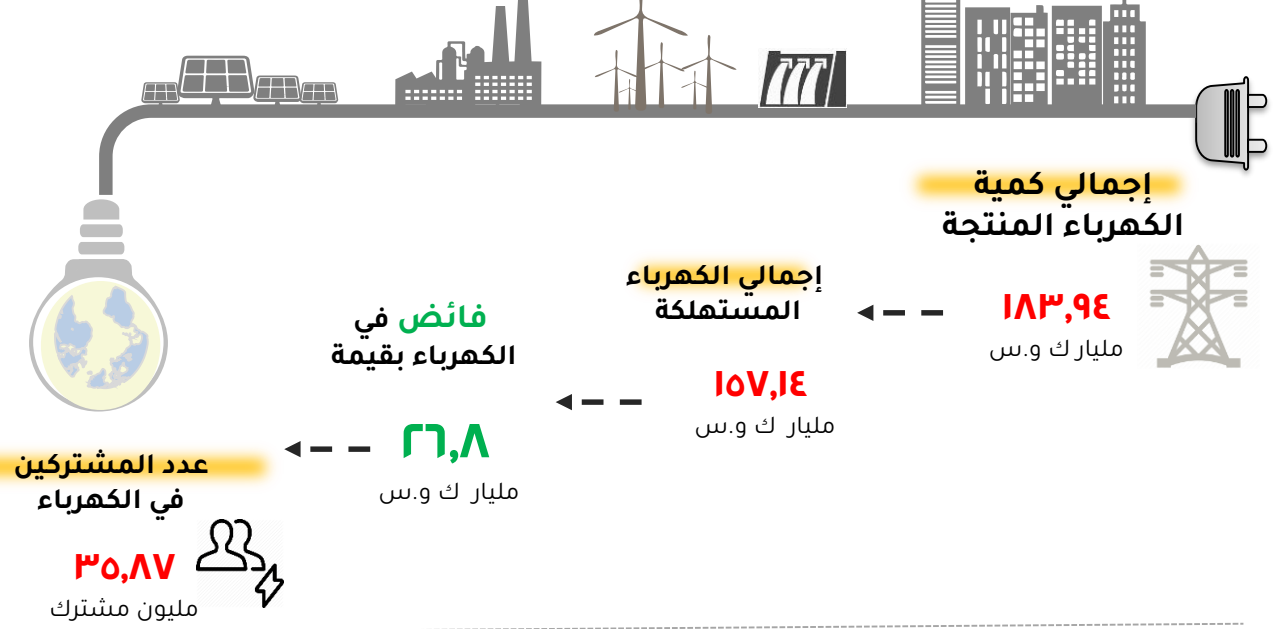 إجمالي كمية
الكهرباء المنتجة
١٨٣,٩٤
مليار ك و.س
إجمالي الكهرباء
المستهلكة
١٥٧,١٤
مليار ك و.س
فائض في
الكهرباء بقيمة
٢٦,٨
مليار ك و.س
عدد المشتركين
في الكهرباء
٣٥,٨٧
مليون مشترك